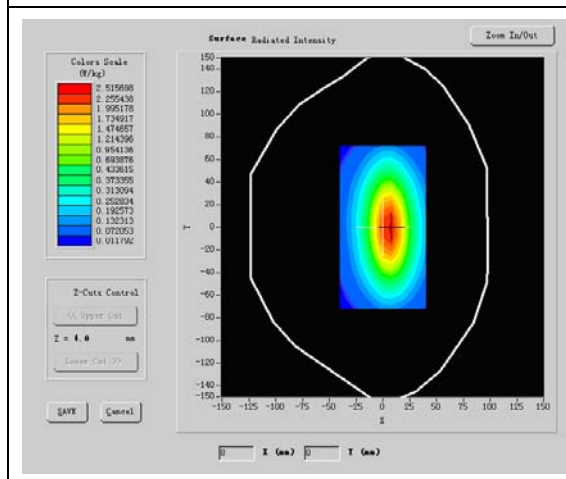 Surface Radiated Intensity
Zoom In/Out
Colors Scale
(W/kg)
2.515698
2.255438
1.995178
1.734917
1.474657
1.214396
0.954136
0.693876
0.433615
0.373355
0.313094
0.252834
0.192573
0.132313
0.072053
0.011792
Z-Cuts Control
<< Upper Cut
Z = 4.0 mm
Lower Cut >>
SAVE
Cancel
150
140
120
100
80
60
40
20
0
-20
-40
-60
-80
-100
-120
-140
-150
Y
-150 -125 -100 -75 -50 -25 0 25 50 75 100 125 150
X
0 X (mm) 0 Y (mm)